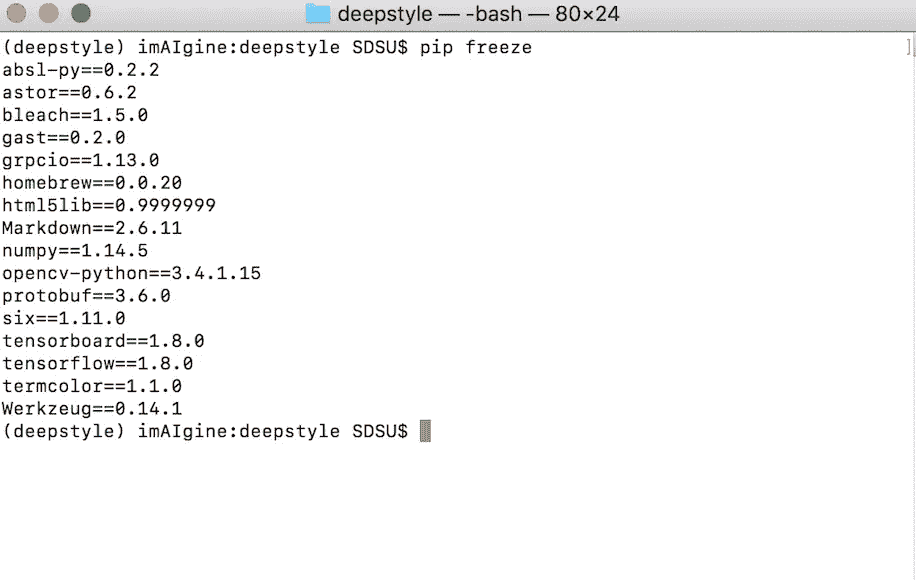 deepstyle — -bash — 80×24
(deepstyle) imAIgine:deepstyle SDSU$ pip freeze
absl-py==0.2.2
astor==0.6.2
bleach==1.5.0
gast==0.2.0
grpcio==1.13.0
homebrew==0.0.20
html5lib==0.9999999
Markdown==2.6.11
numpy==1.14.5
opencv-python==3.4.1.15
protobuf==3.6.0
six==1.11.0
tensorboard==1.8.0
tensorflow==1.8.0
termcolor==1.1.0
Werkzeug==0.14.1
(deepstyle) imAIgine:deepstyle SDSU$